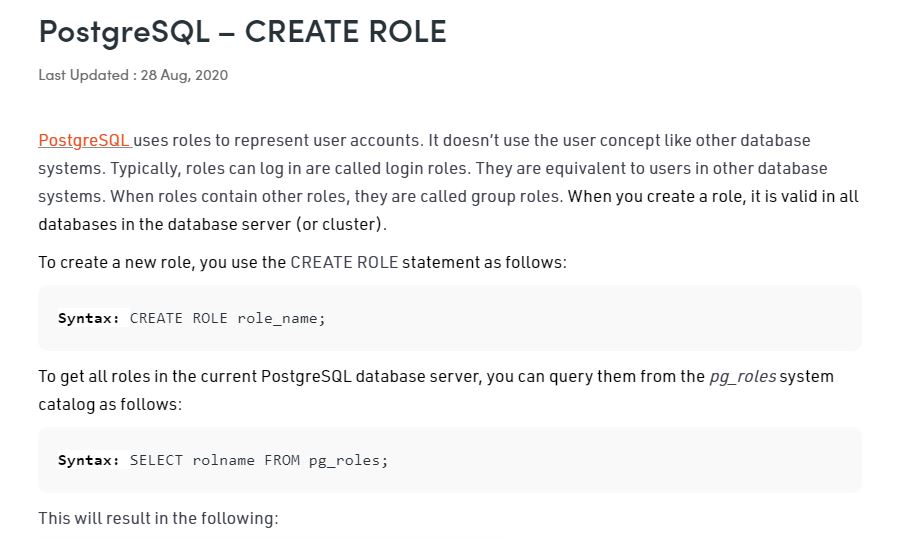 PostgreSQL – CREATE ROLE
Last Updated : 28 Aug, 2020
PostgreSQL uses roles to represent user accounts. It doesn’t use the user concept like other database
systems. Typically, roles can log in are called login roles. They are equivalent to users in other database
systems. When roles contain other roles, they are called group roles. When you create a role, it is valid in all
databases in the database server (or cluster).
To create a new role, you use the CREATE ROLE statement as follows:
Syntax: CREATE ROLE role_name;
To get all roles in the current PostgreSQL database server, you can query them from the pg_roles system
catalog as follows:
Syntax: SELECT rolname FROM pg_roles;
This will result in the following: